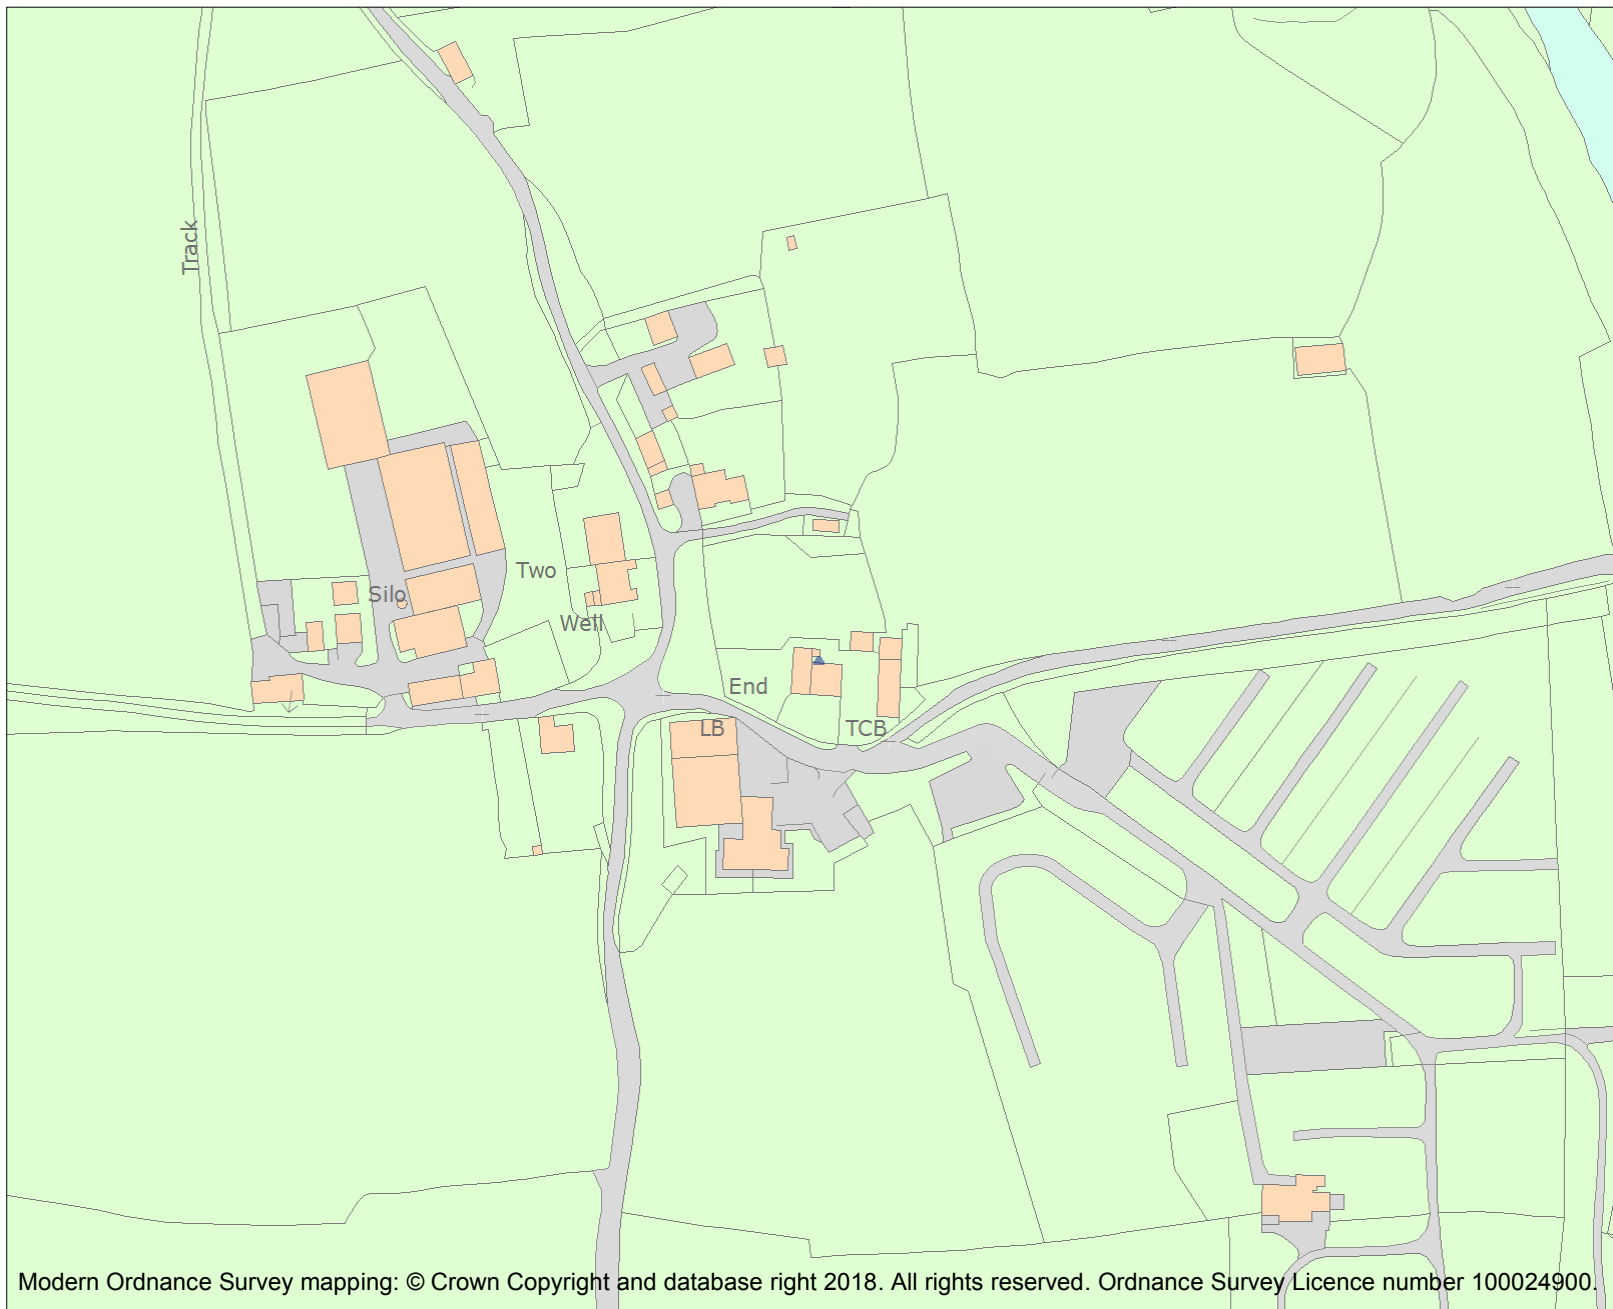 Track
Two
Silo
Well
End
LB
TCB
Modern Ordnance Survey mapping: © Crown Copyright and database right 2018. All rights reserved. Ordnance Survey Licence number 100024900.